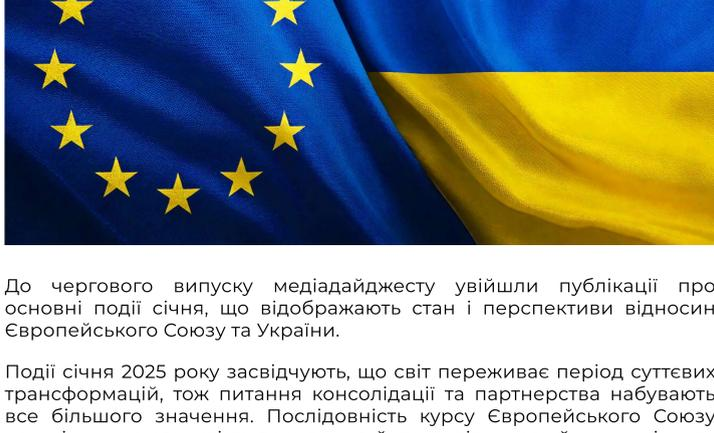 До чергового випуску медіадайджесту увійшли публікації про
основні події січня, що відображають стан і перспективи відносин
Європейського Союзу та України.
Події січня 2025 року засвідчують, що світ переживає період суттєвих
трансформацій, тож питання консолідації та партнерства набувають
все більшого значення. Послідовність курсу Європейського Союзу